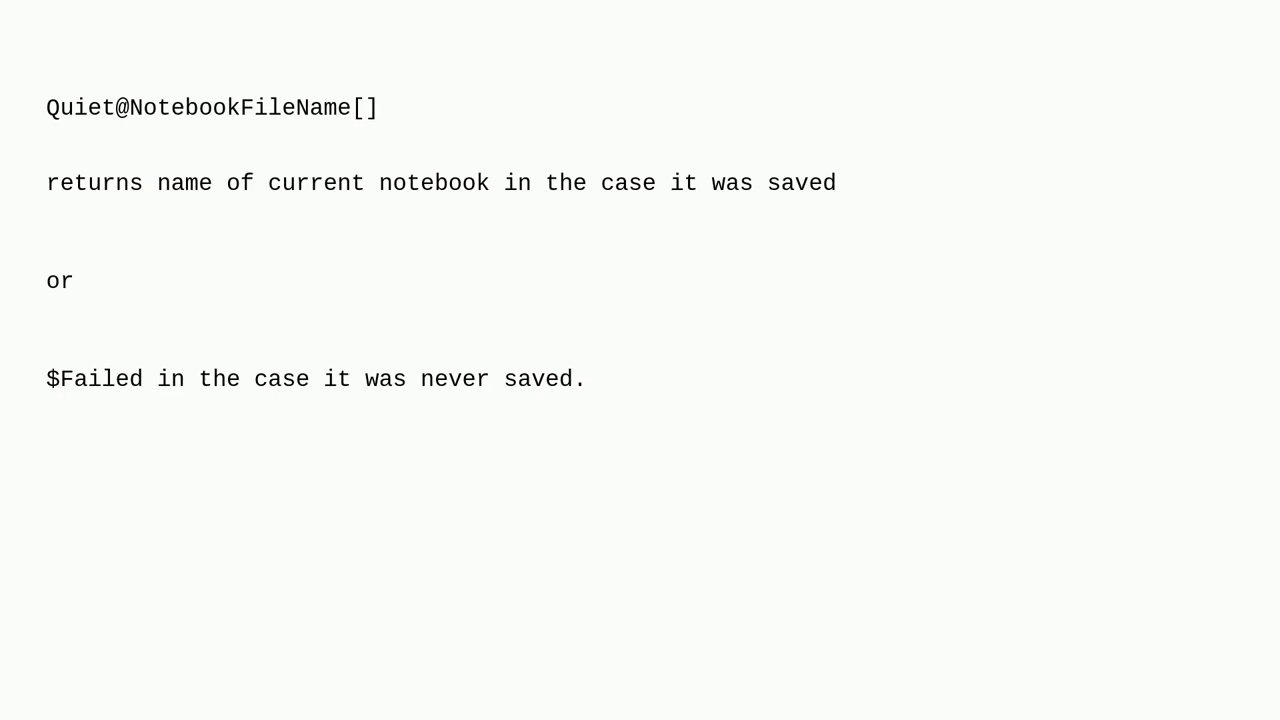 Quiet@NotebookFileName[]
returns name of current notebook in the case it was saved
or
$Failed in the case it was never saved.